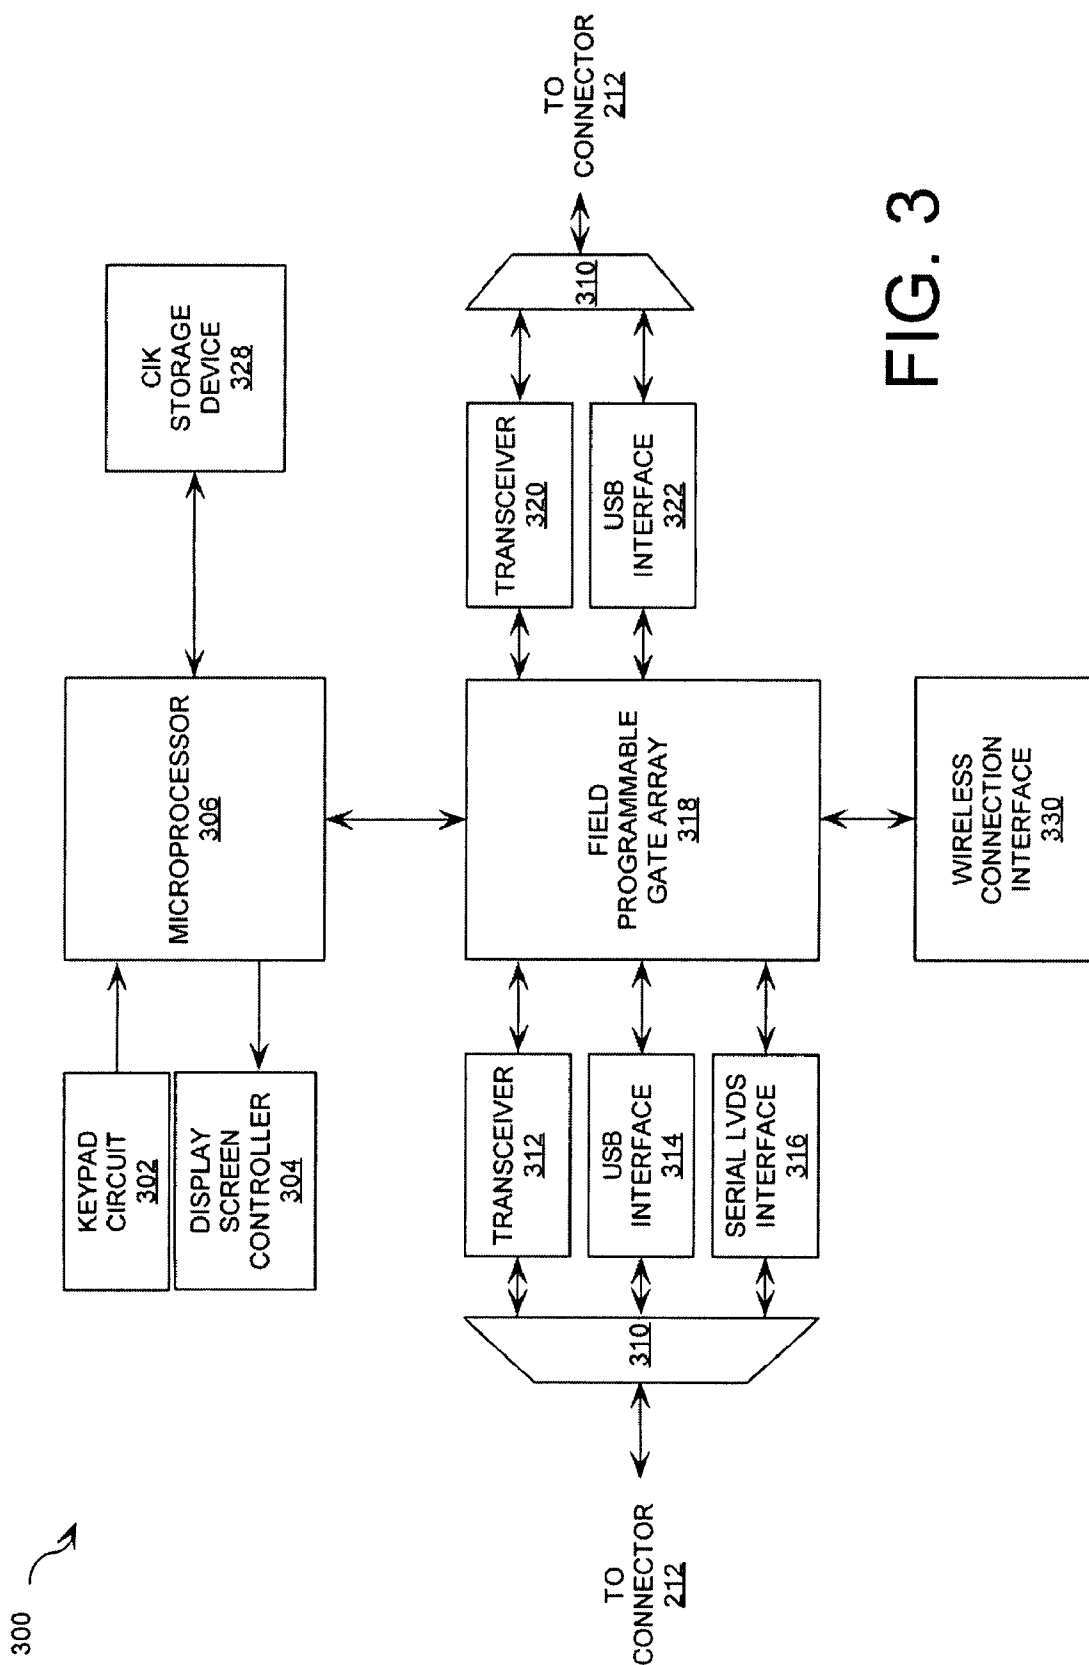 300
KEYPAD
CIRCUIT
302
DISPLAY
SCREEN
CONTROLLER
304
MICROPROCESSOR
306
CIK
STORAGE
DEVICE
328
TO
CONNECTOR
212
310
TRANSCEIVER
312
USB
INTERFACE
314
SERIAL LVDS
INTERFACE
316
FIELD
PROGRAMMABLE
GATE ARRAY
318
TRANSCEIVER
320
USB
INTERFACE
322
310
TO
CONNECTOR
212
WIRELESS
CONNECTION
INTERFACE
330
FIG. 3